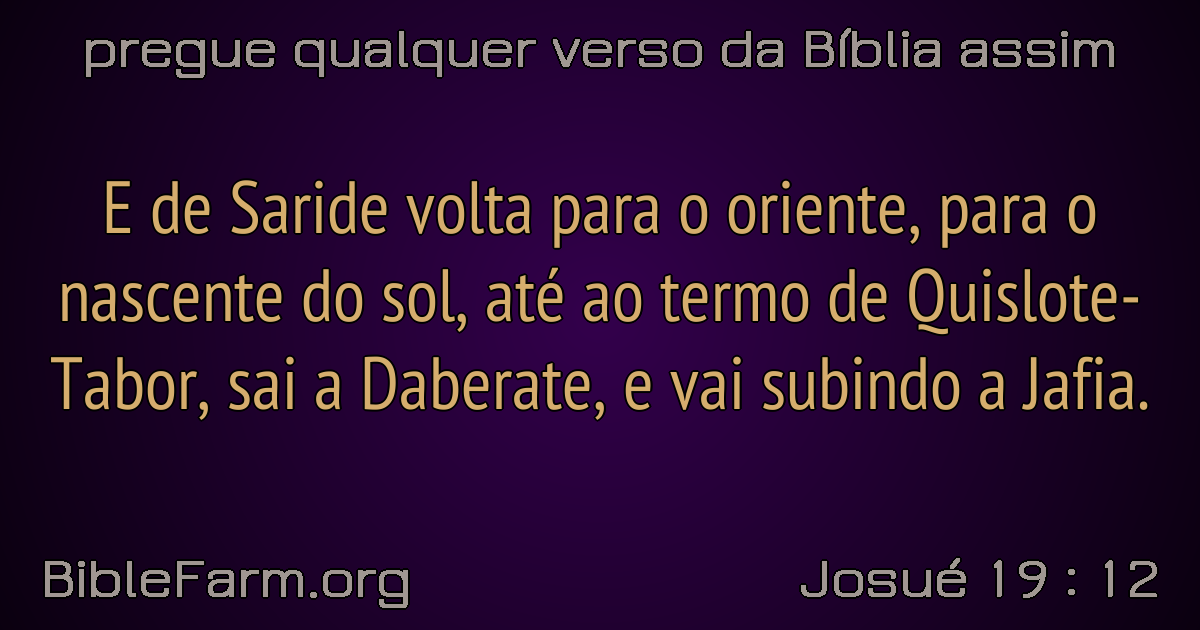 pregue qualquer verso da Bíblia assim
E de Saride volta para o oriente, para o
nascente do sol, até ao termo de Quislote-
Tabor, sai a Daberate, e vai subindo a Jafia.
BibleFarm.org
Josué 19 : 12